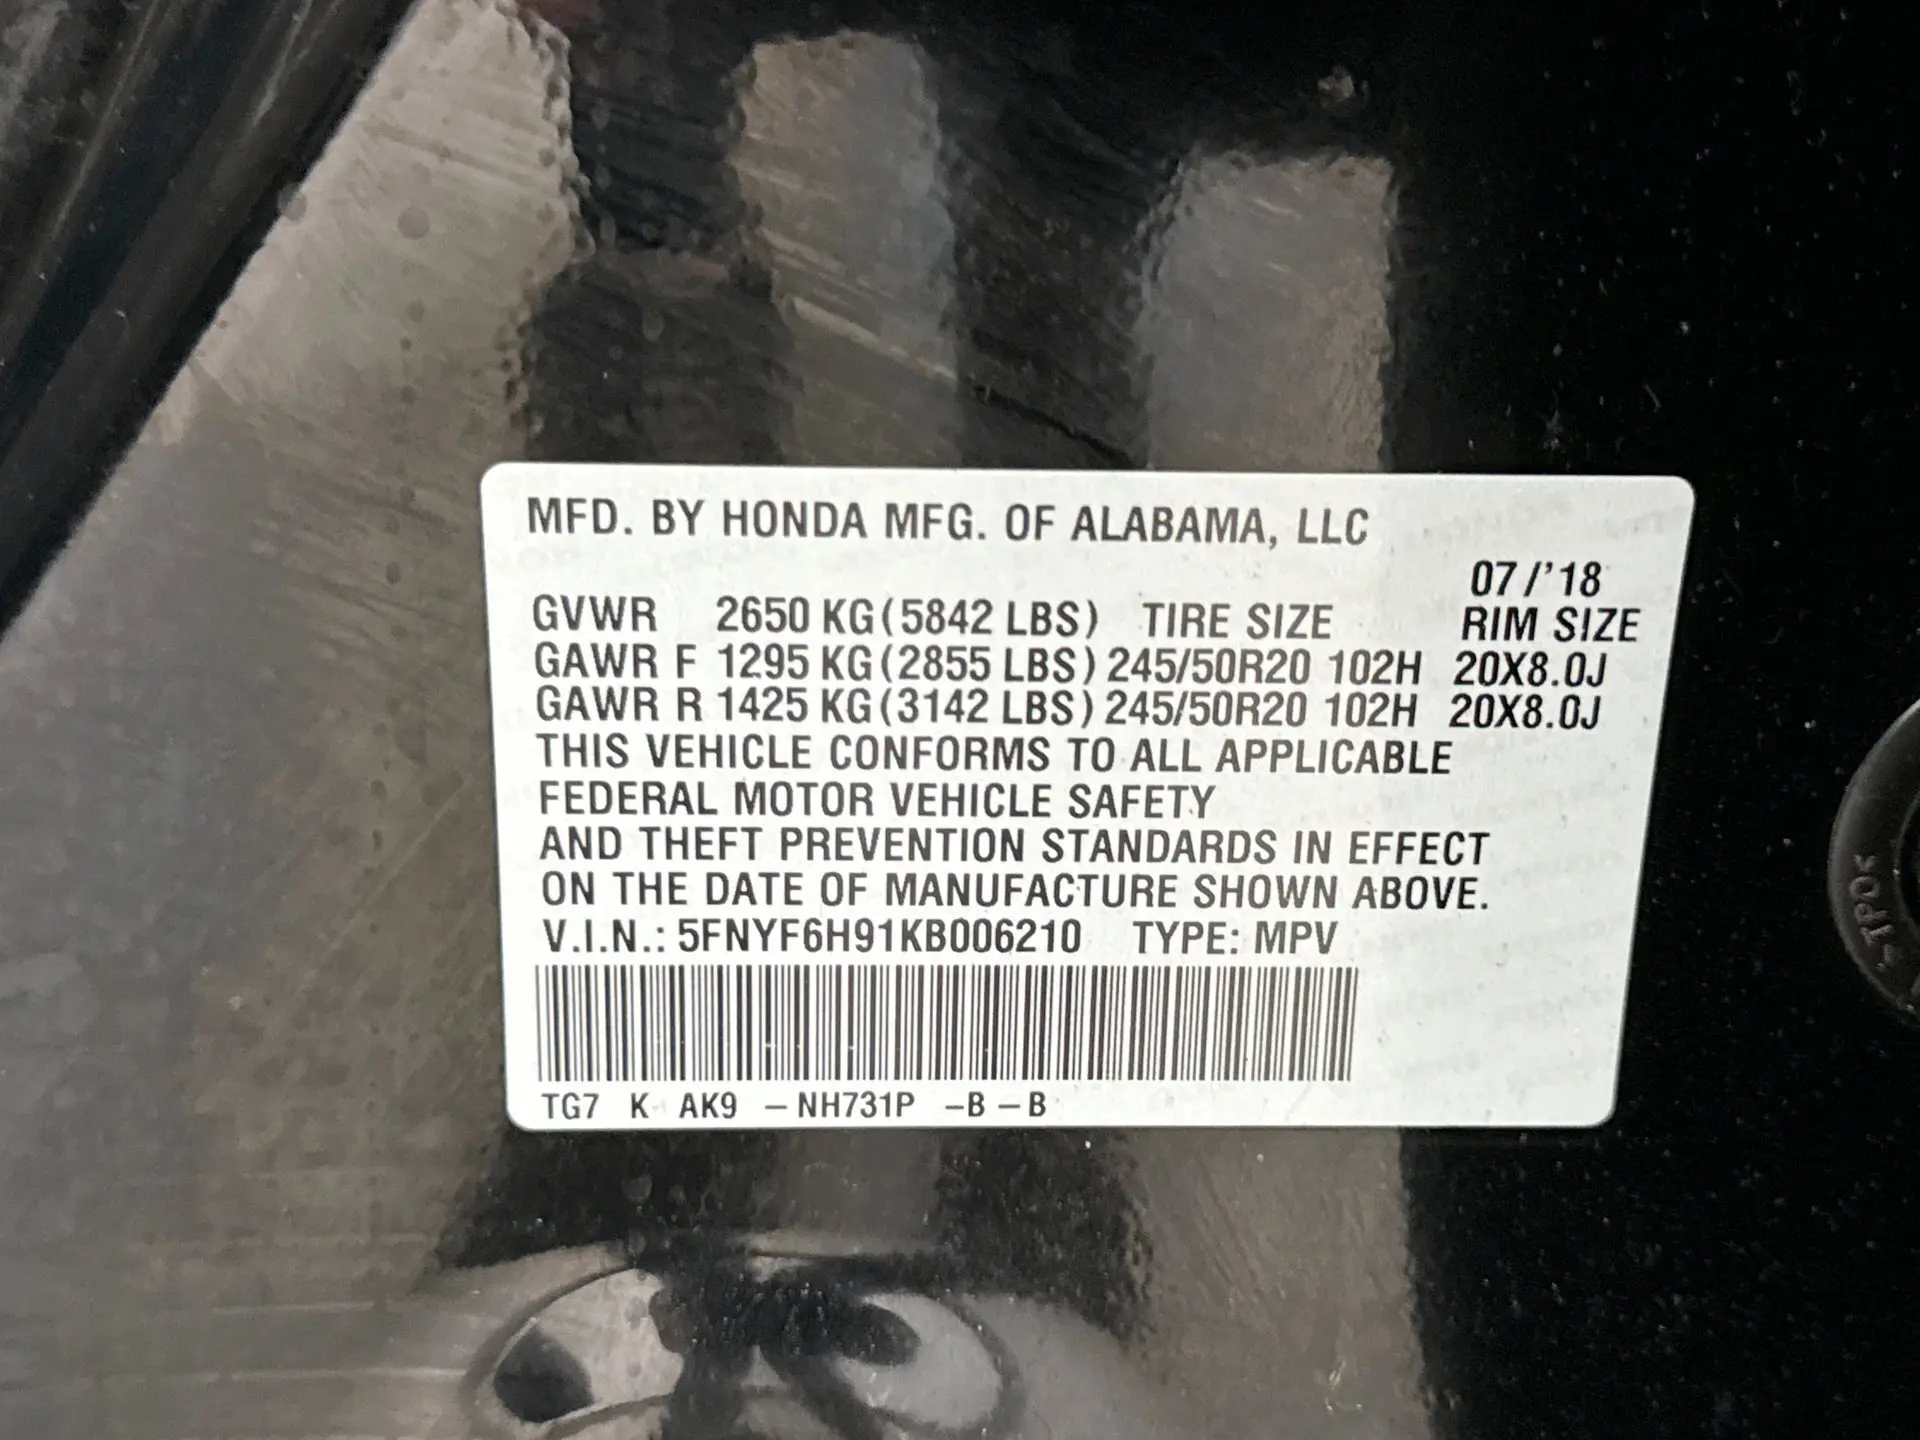 MFD. BY HONDA MFG. OF ALABAMA, LLC
07/'18
GVWR 2650 KG (5842 LBS) TIRE SIZE RIM SIZE
GAWR F 1295 KG (2855 LBS) 245/50R20 102H 20X8.0J
GAWR R 1425 KG (3142 LBS) 245/50R20 102H 20X8.0J
THIS VEHICLE CONFORMS TO ALL APPLICABLE
FEDERAL MOTOR VEHICLE SAFETY
AND THEFT PREVENTION STANDARDS IN EFFECT
ON THE DATE OF MANUFACTURE SHOWN ABOVE.
V.I.N.: 5FNYF6H91KB006210 TYPE: MPV
TG7 K AK9 – NH731P –B – B